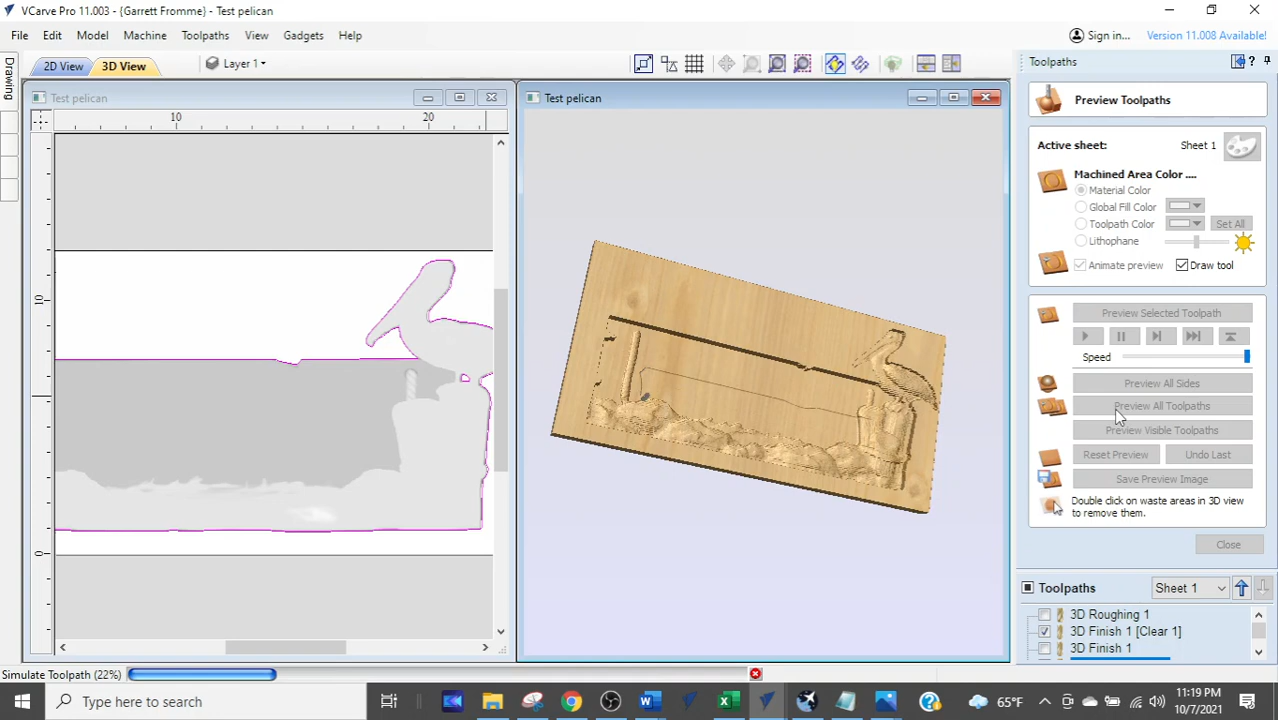 VCarve Pro 11.003 - {Garrett Fromme} - Test pelican
File Edit Model Machine Toolpaths View Gadgets Help
Sign in... Version 11.008 Available!
2D View 3D View Layer 1
Drawing
Test pelican
10 20
10
0
Test pelican
Toolpaths
Preview Toolpaths
Active sheet: Sheet 1
Machined Area Color ....
Material Color
Global Fill Color
Toolpath Color Set All
Lithophane
Animate preview Draw tool
Preview Selected Toolpath
Speed
Preview All Sides
Preview All Toolpaths
Preview Visible Toolpaths
Reset Preview Undo Last
Save Preview Image
Double click on waste areas in 3D view
to remove them.
Close
Toolpaths Sheet 1
3D Roughing 1
3D Finish 1 [Clear 1]
3D Finish 1
Simulate Toolpath (22%)
Type here to search
65°F
11:19 PM
10/7/2021